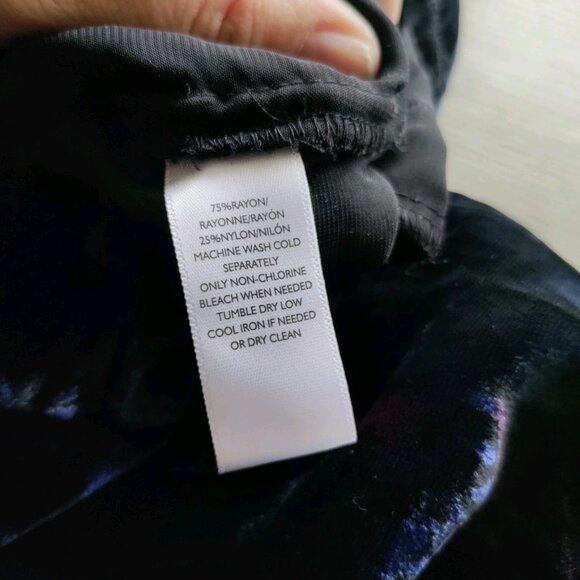 75%RAYON/
RAYONNE/RAYÓN
25%NYLON/NILÓN
MACHINE WASH COLD
SEPARATELY
ONLY NON-CHLORINE
BLEACH WHEN NEEDED
TUMBLE DRY LOW
COOL IRON IF NEEDED
OR DRY CLEAN